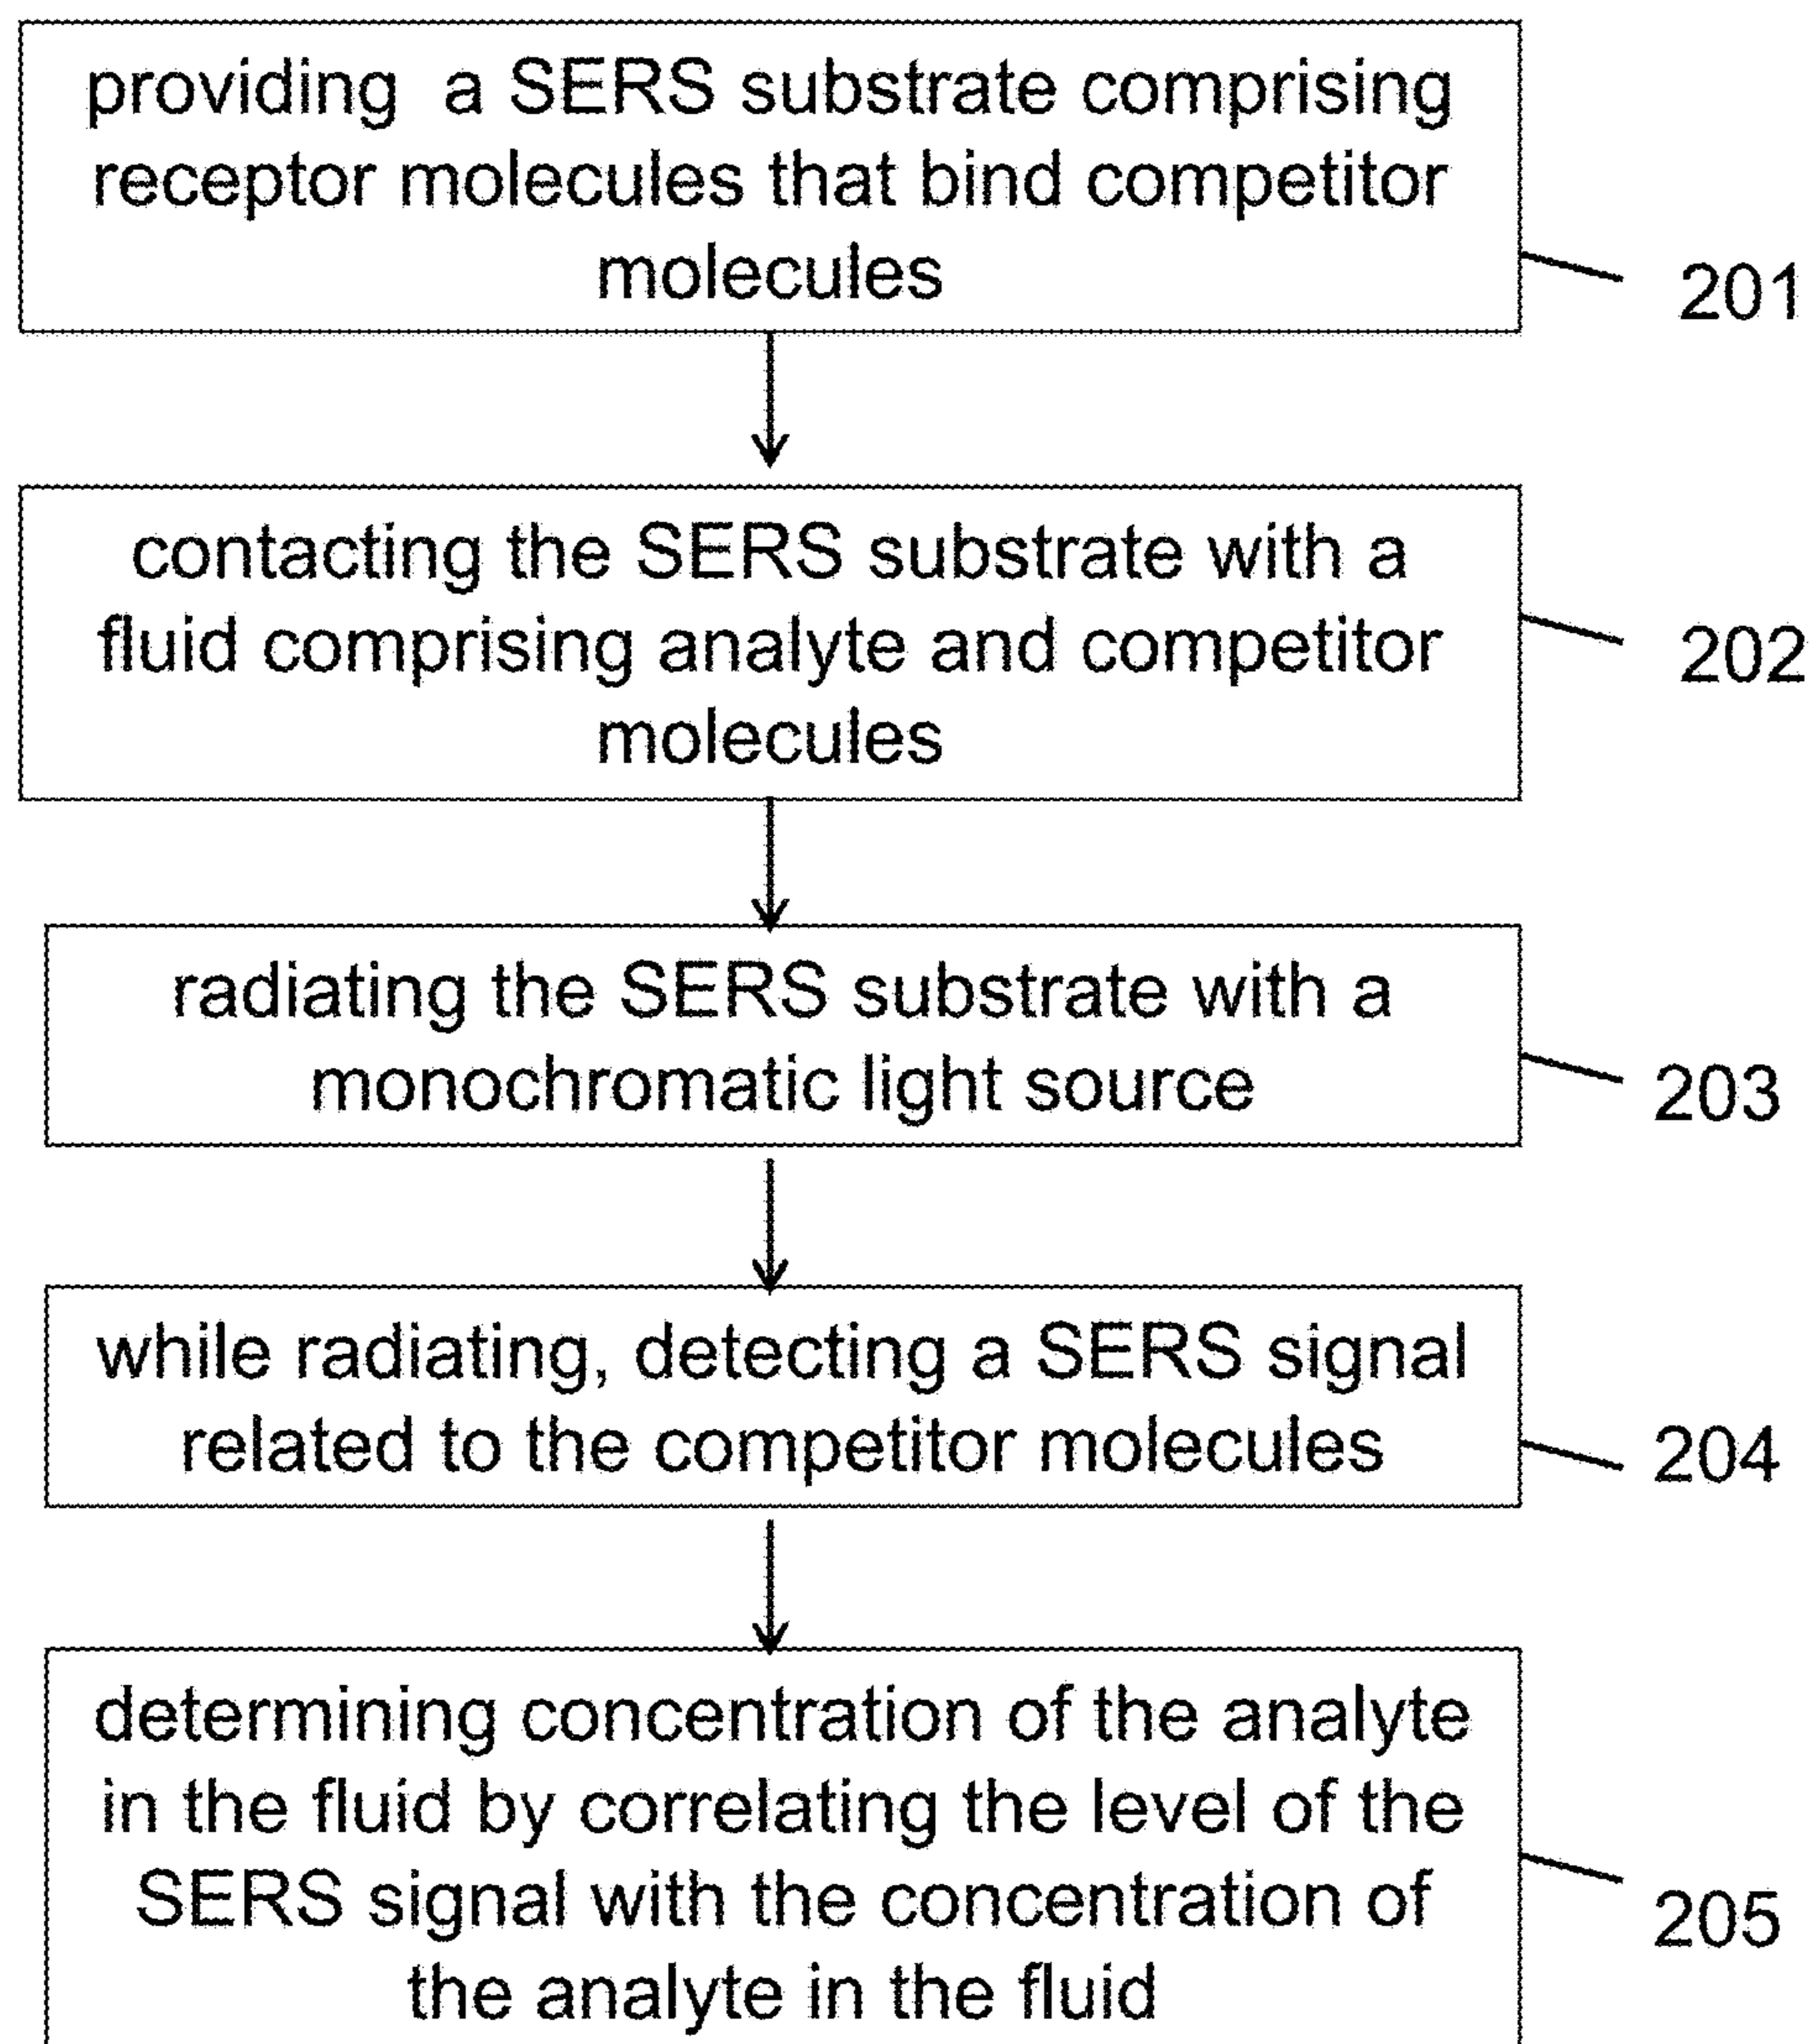 providing a SERS substrate comprising
receptor molecules that bind competitor
molecules
201
contacting the SERS substrate with a
fluid comprising analyte and competitor
molecules
202
radiating the SERS substrate with a
monochromatic light source
203
while radiating, detecting a SERS signal
related to the competitor molecules
204
determining concentration of the analyte
in the fluid by correlating the level of the
SERS signal with the concentration of
the analyte in the fluid
205